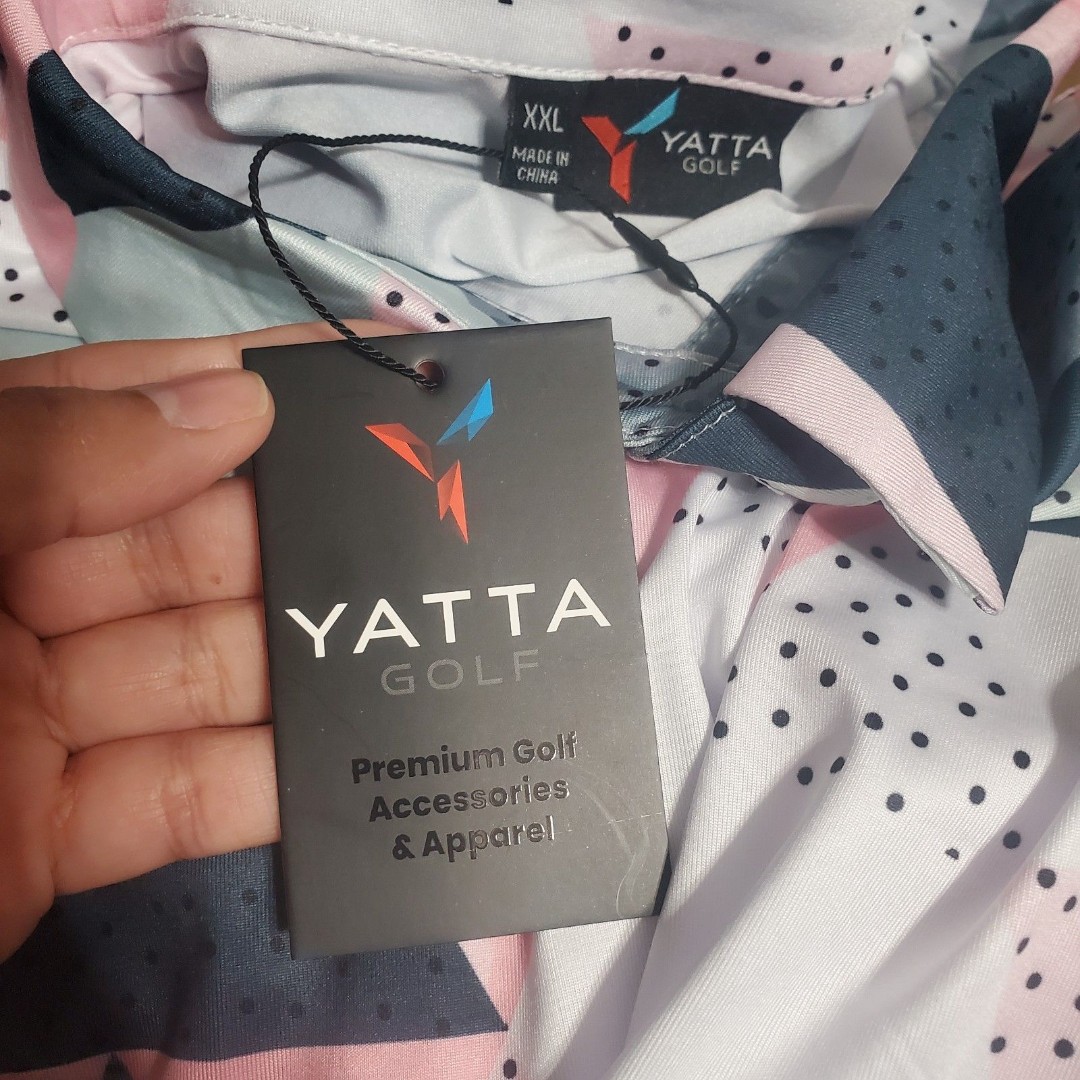 XXL
MADE IN
CHINA
YATTA
GOLF
YATTA
GOLF
Premium Golf
Accessories
& Apparel